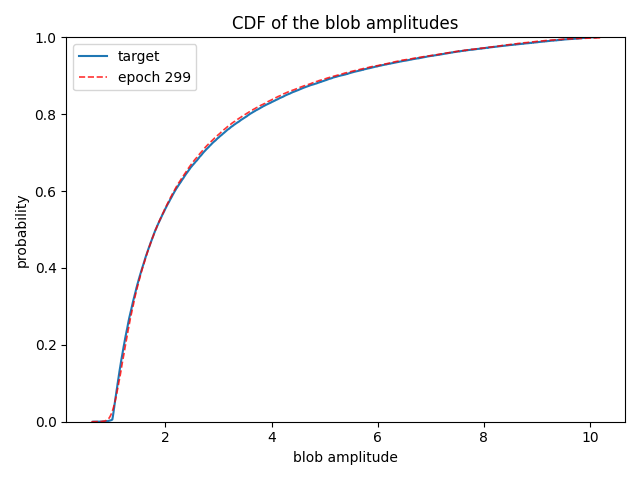 CDF of the blob amplitudes
target
epoch 299
1.0
0.8
0.6
0.4
0.2
0.0
probability
2 4 6 8 10
blob amplitude